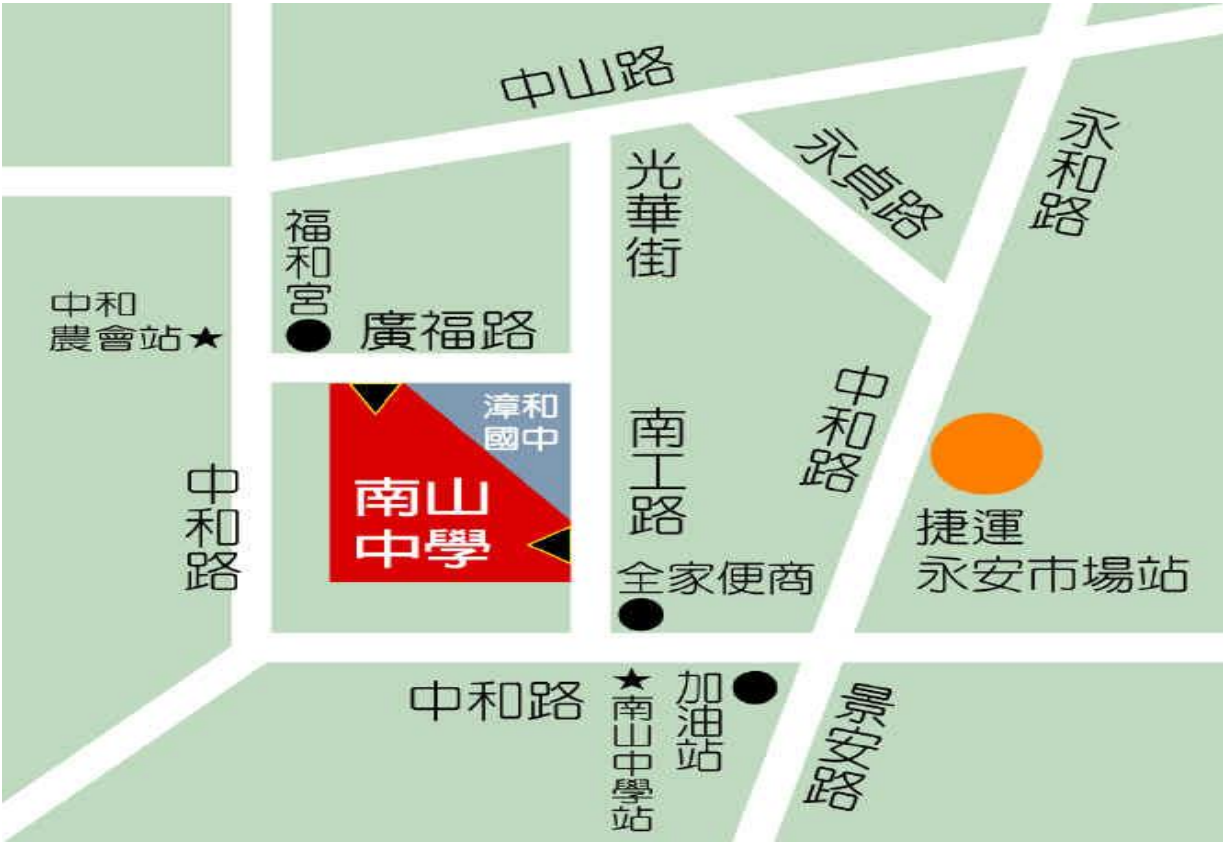 中山路
永和路
永貞路
光華街
福和宮
中和
農會站★
廣福路
漳和
國中
中和路
南工路
中和路
南山
中學
捷運
永安市場站
全家便商
中和路
★南山中學站
加油站
景安路